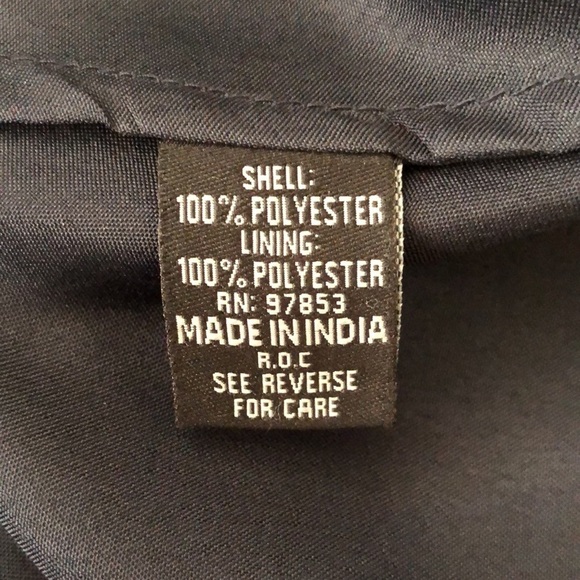 SHELL:
100% POLYESTER
LINING:
100% POLYESTER
RN: 97853
MADE IN INDIA
R.O.C
SEE REVERSE
FOR CARE